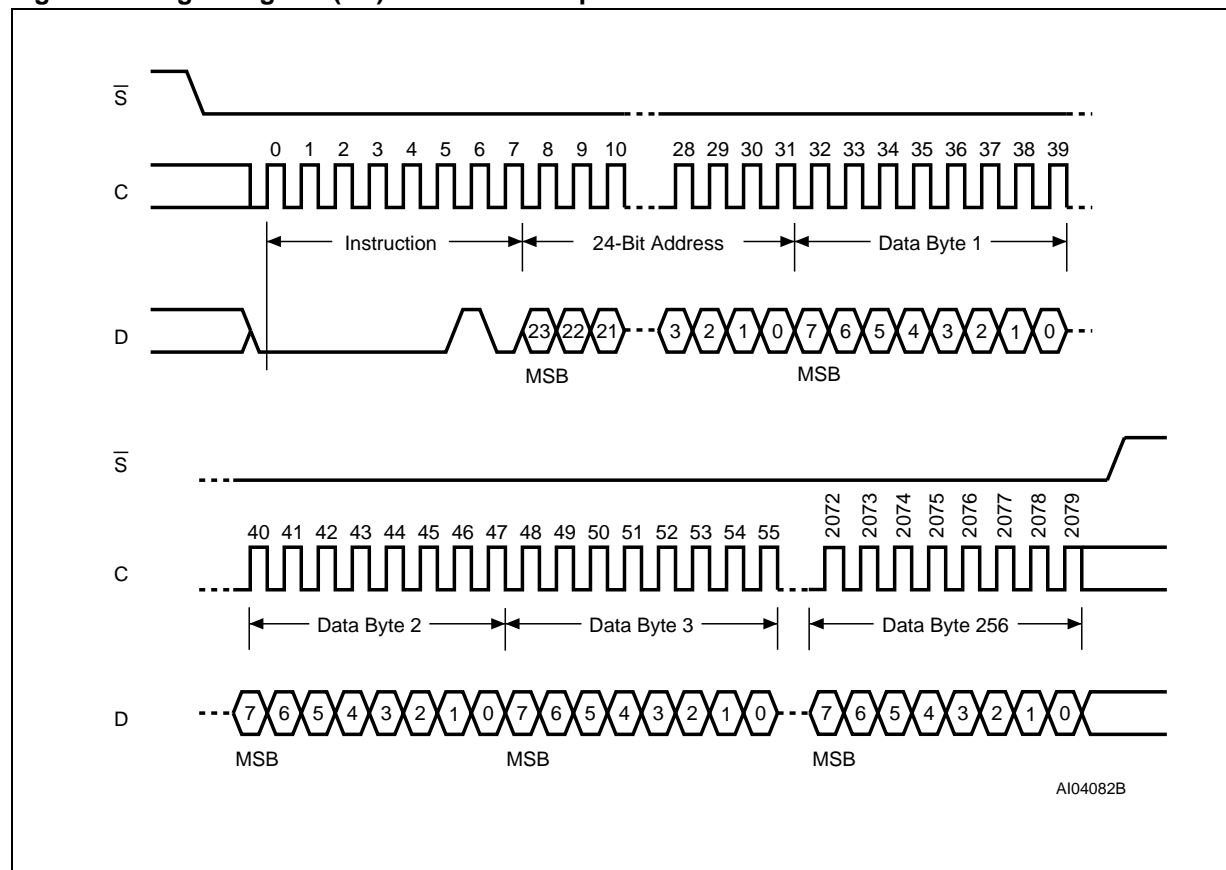 S
0 1 2 3 4 5 6 7 8 9 10 28 29 30 31 32 33 34 35 36 37 38 39
C
Instruction 24-Bit Address Data Byte 1
D
23 22 21 3 2 1 0 7 6 5 4 3 2 1 0
MSB MSB
S
40 41 42 43 44 45 46 47 48 49 50 51 52 53 54 55 2072 2073 2074 2075 2076 2077 2078 2079
C
Data Byte 2 Data Byte 3 Data Byte 256
D
7 6 5 4 3 2 1 0 7 6 5 4 3 2 1 0 7 6 5 4 3 2 1 0
MSB MSB MSB
AI04082B